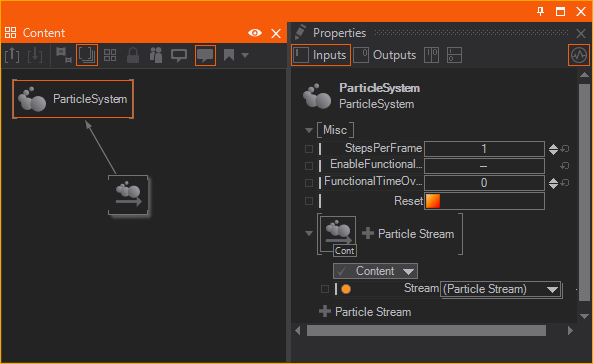 Content
ParticleSystem
Properties
Inputs
Outputs
ParticleSystem
ParticleSystem
Misc
StepsPerFrame 1
EnableFunctional... –
FunctionalTimeOv... 0
Reset
Cont
Particle Stream
Content
Stream (Particle Stream)
Particle Stream